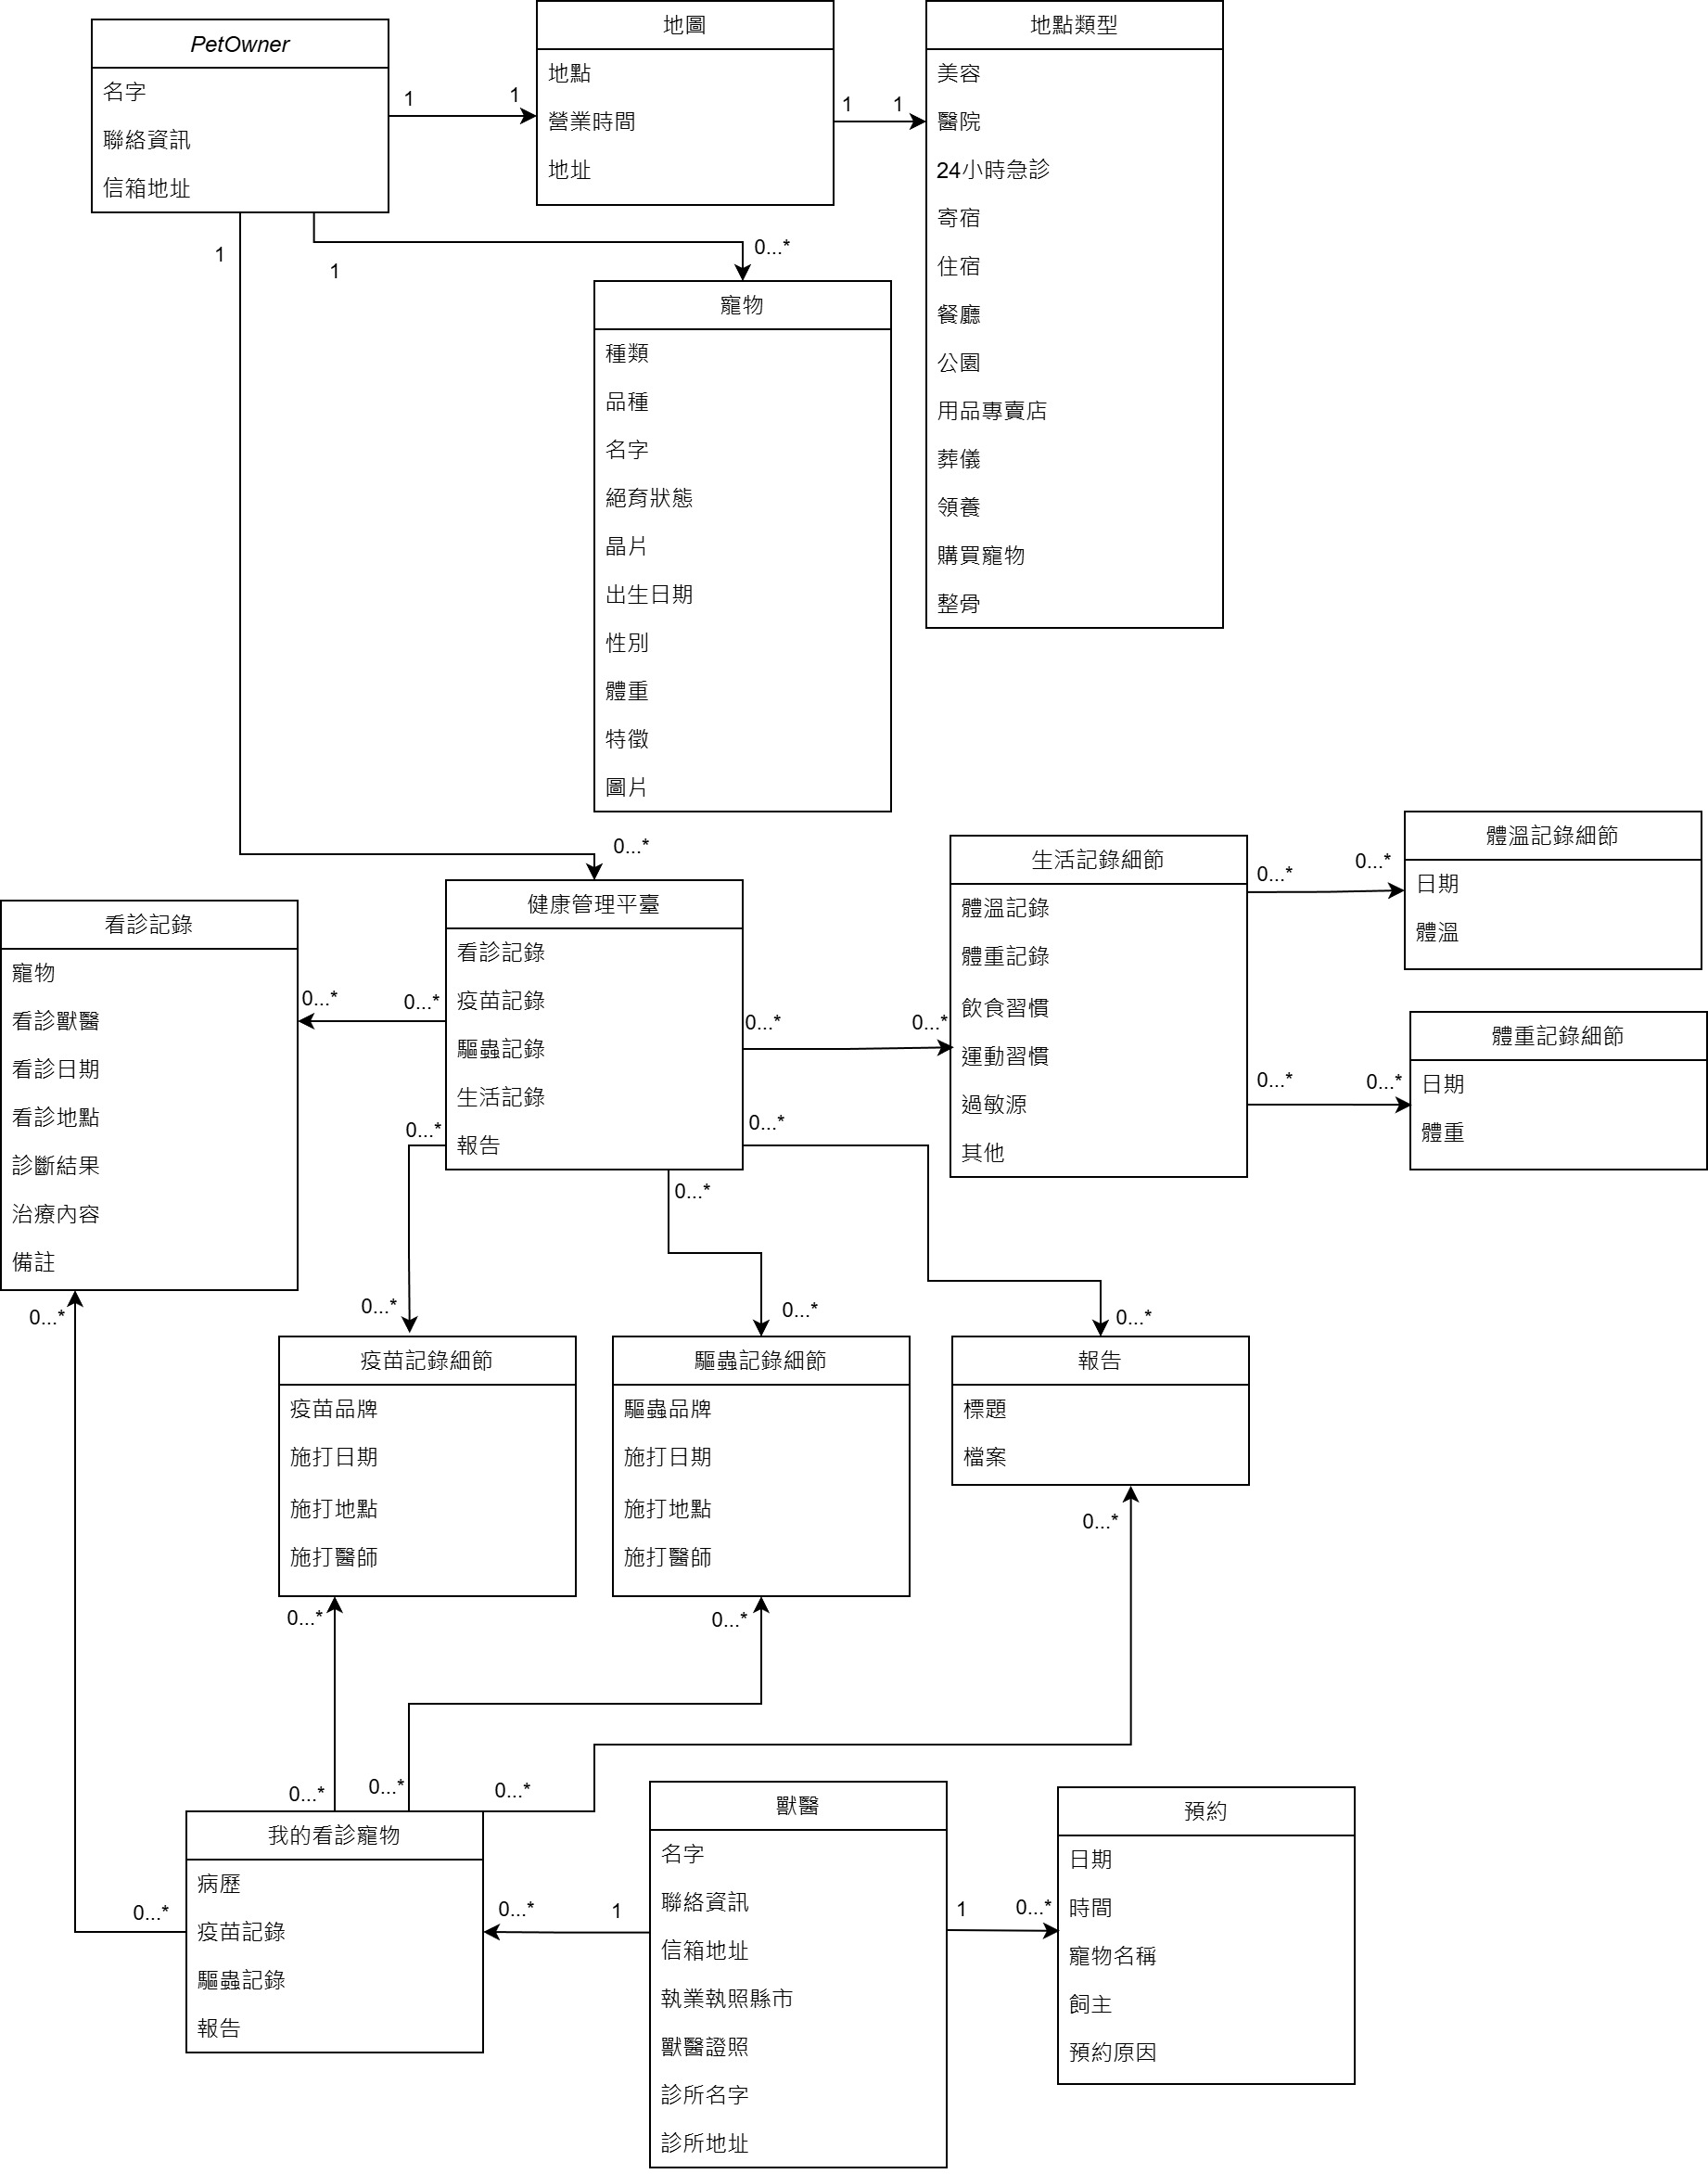 PetOwner
名字
聯絡資訊
信箱地址
1
1
地圖
地點
營業時間
地址
1
1
地點類型
美容
醫院
24小時急診
寄宿
住宿
餐廳
公園
用品專賣店
葬儀
領養
購買寵物
整骨
1
1
0...*
寵物
種類
品種
名字
絕育狀態
晶片
出生日期
性別
體重
特徵
圖片
0...*
健康管理平臺
看診記錄
疫苗記錄
驅蟲記錄
生活記錄
報告
看診記錄
寵物
看診獸醫
看診日期
看診地點
診斷結果
治療內容
備註
0...*
0...*
0...*
0...*
生活記錄細節
體溫記錄
體重記錄
飲食習慣
運動習慣
過敏源
其他
0...*
0...*
體溫記錄細節
日期
體溫
0...*
0...*
體重記錄細節
日期
體重
0...*
0...*
0...*
0...*
0...*
0...*
0...*
疫苗記錄細節
疫苗品牌
施打日期
施打地點
施打醫師
驅蟲記錄細節
驅蟲品牌
施打日期
施打地點
施打醫師
報告
標題
檔案
0...*
0...*
0...*
0...*
0...*
0...*
0...*
我的看診寵物
病歷
疫苗記錄
驅蟲記錄
報告
0...*
1
獸醫
名字
聯絡資訊
信箱地址
執業執照縣市
獸醫證照
診所名字
診所地址
1
0...*
預約
日期
時間
寵物名稱
飼主
預約原因